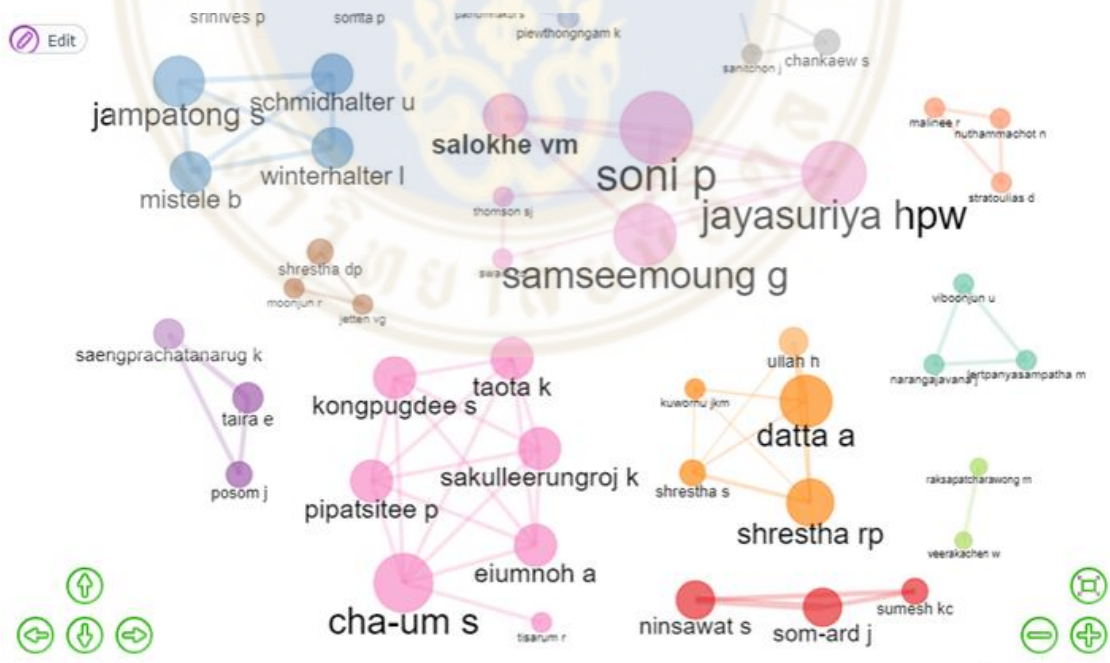 srinives p
somta p
piewthongngam k
sanitchon j
chankaew s
Edit
jampatong s
schmidhalter u
winterhalter l
mistele b
salokhe vm
soni p
jayasuriya hpw
thomson sj
samseemoung g
malinee r
nuthammachot n
stratoulias d
shrestha dp
moonjun r
jetten vg
viboonjun u
narangajavana j
lertpanyasampatha m
saengprachatanarug k
taira e
posom j
kongpugdee s
taota k
sakulleerungroj k
pipatsitee p
eiumnoh a
cha-um s
tisarum r
ullah h
kuwornu jkm
datta a
shrestha s
shrestha rp
raksapatcharawong m
veerakachen w
ninsawat s
som-ard j
sumesh kc